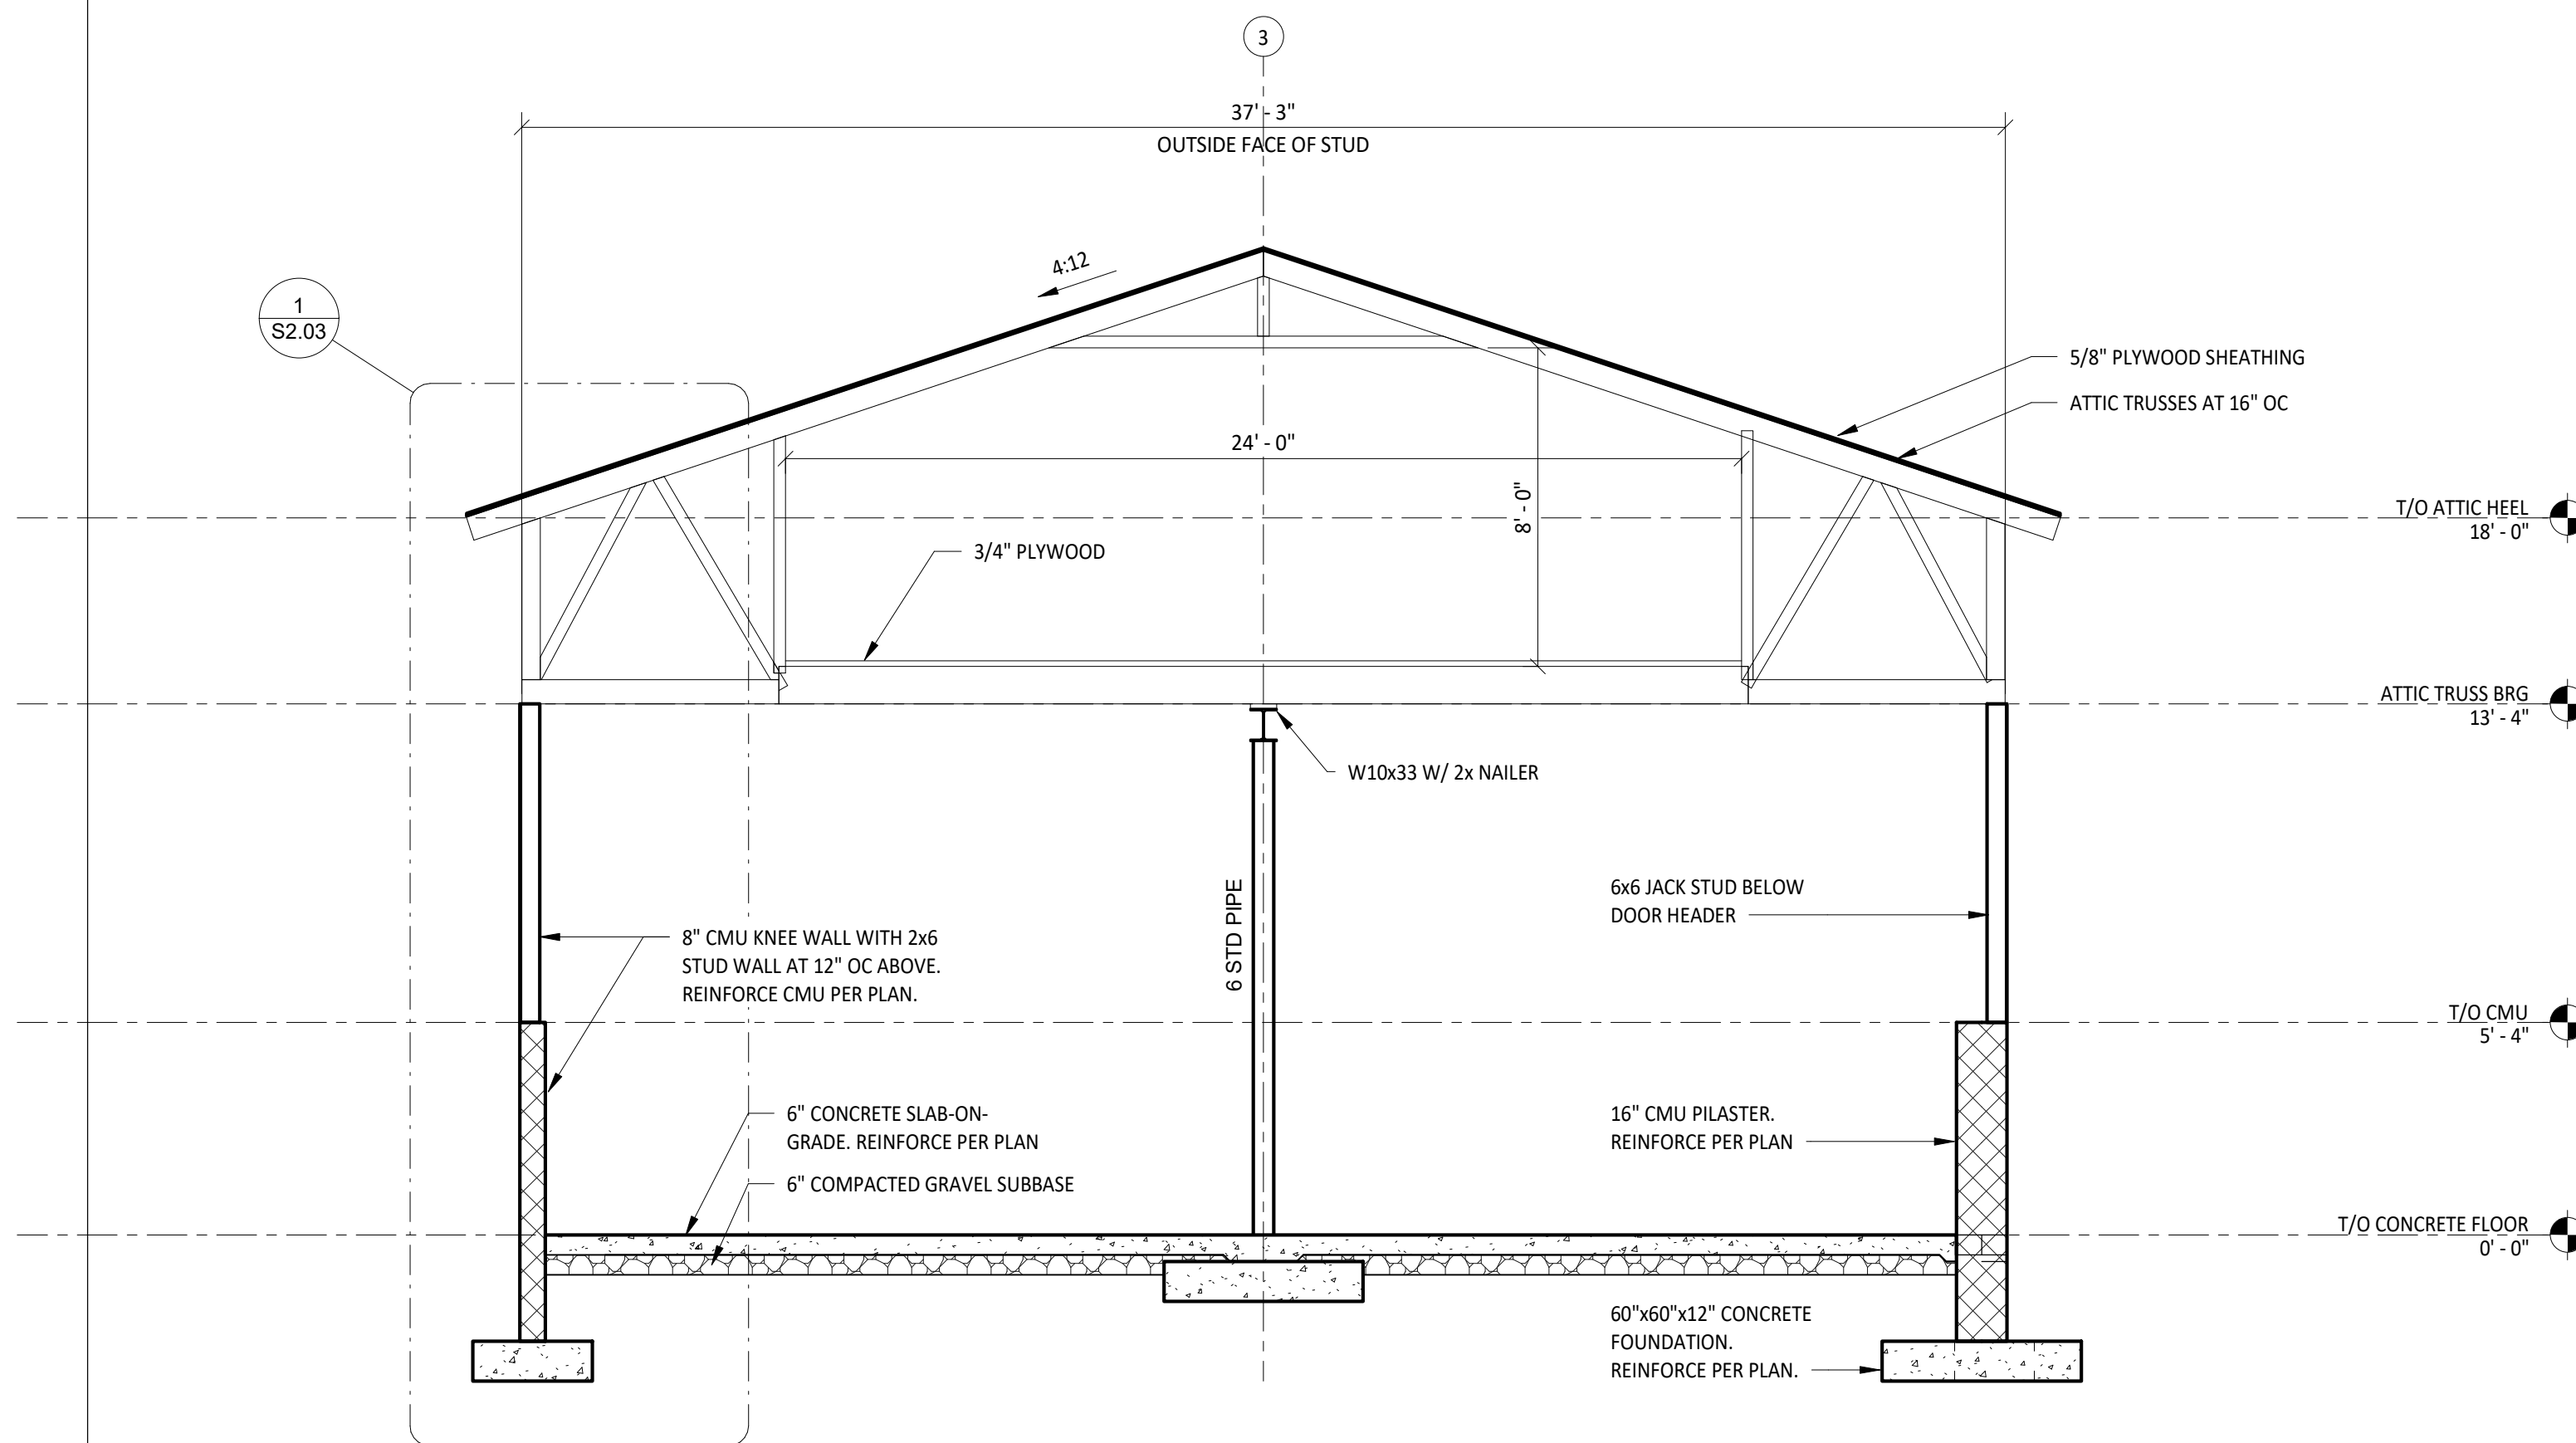 3
37' - 3"
OUTSIDE FACE OF STUD
4:12
1
S2.03
5/8" PLYWOOD SHEATHING
ATTIC TRUSSES AT 16" OC
24' - 0"
8' - 0"
T/O ATTIC HEEL
18' - 0"
3/4" PLYWOOD
ATTIC TRUSS BRG
13' - 4"
W10x33 W/ 2x NAILER
6x6 JACK STUD BELOW
DOOR HEADER
6 STD PIPE
8" CMU KNEE WALL WITH 2x6
STUD WALL AT 12" OC ABOVE.
REINFORCE CMU PER PLAN.
T/O CMU
5' - 4"
6" CONCRETE SLAB-ON-
GRADE. REINFORCE PER PLAN
6" COMPACTED GRAVEL SUBBASE
16" CMU PILASTER.
REINFORCE PER PLAN
T/O CONCRETE FLOOR
0' - 0"
60"x60"x12" CONCRETE
FOUNDATION.
REINFORCE PER PLAN.